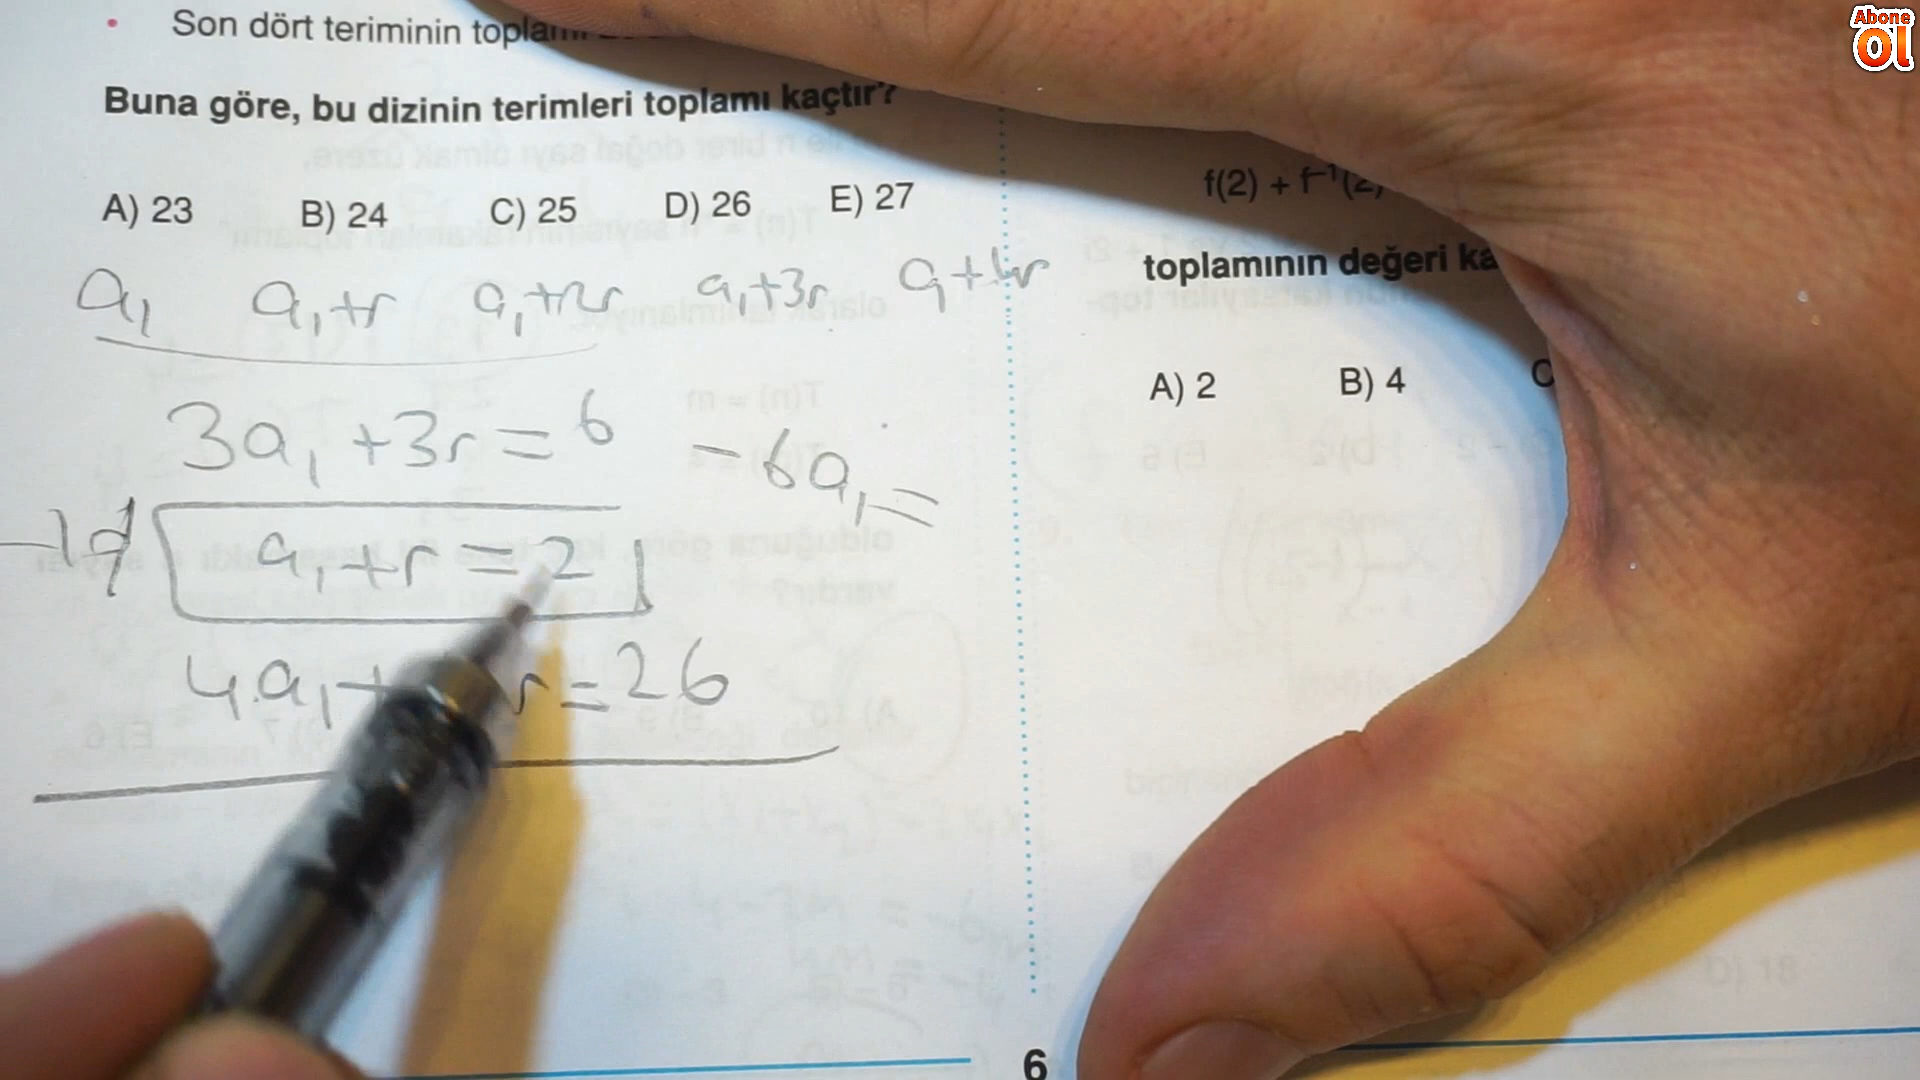 • Son dört teriminin toplamı
Buna göre, bu dizinin terimleri toplamı kaçtır?
A) 23 B) 24 C) 25 D) 26 E) 27
a₁ a₁+r a₁+2r a₁+3r a₁+4r
3a₁+3r=6
-6a₁=
-10
a₁+r=2
4a₁+ r=26
f(2) + f⁻¹(2)
toplamının değeri ka
A) 2 B) 4 C
6
Abone
Ol